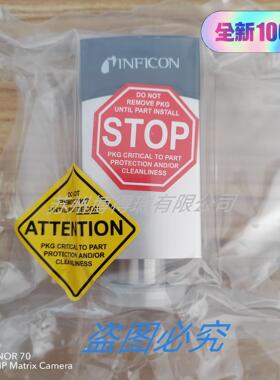 全新100
INFICON
DO NOT
REMOVE PKG
UNTIL PART INSTALL
STOP
PKG CRITICAL TO PART
PROTECTION AND/OR
CLEANLINESS
有限公司
DO NOT
ATTENTION
PKG CRITICAL TO PART
PROTECTION AND/OR
CLEANLINESS
盗图必究
NOR 70
MP Matrix Camera